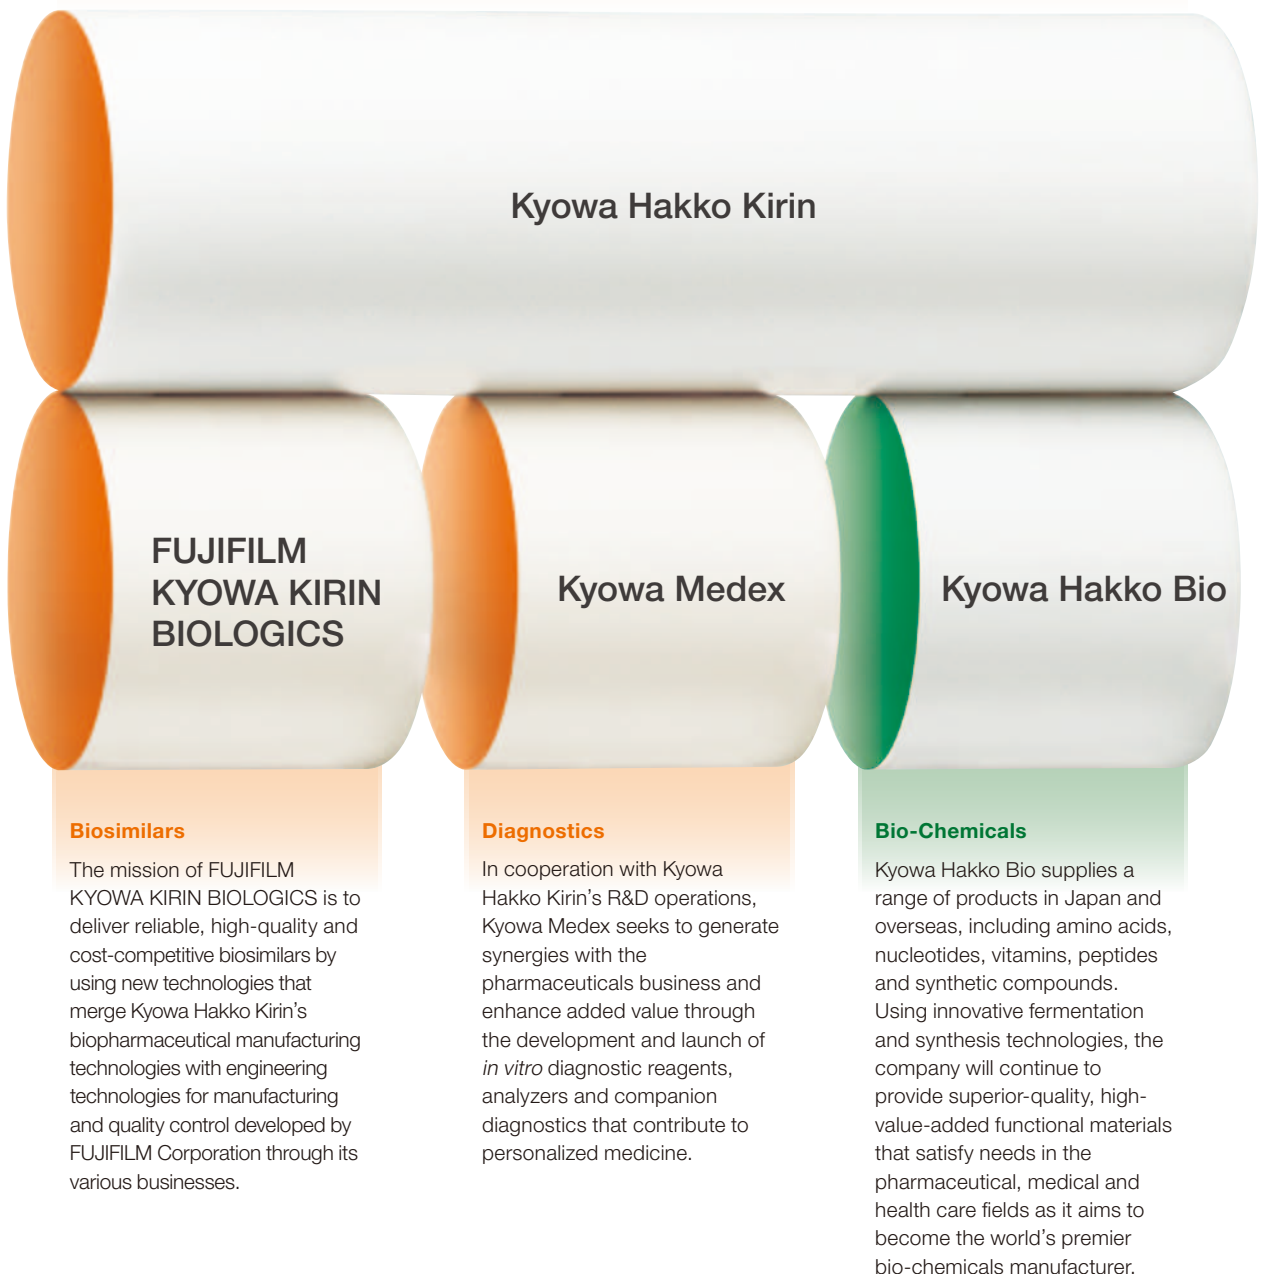 Kyowa Hakko Kirin
FUJIFILM
KYOWA KIRIN
BIOLOGICS
Kyowa Medex
Kyowa Hakko Bio
Biosimilars
The mission of FUJIFILM
KYOWA KIRIN BIOLOGICS is to
deliver reliable, high-quality and
cost-competitive biosimilars by
using new technologies that
merge Kyowa Hakko Kirin’s
biopharmaceutical manufacturing
technologies with engineering
technologies for manufacturing
and quality control developed by
FUJIFILM Corporation through its
various businesses.
Diagnostics
In cooperation with Kyowa
Hakko Kirin’s R&D operations,
Kyowa Medex seeks to generate
synergies with the
pharmaceuticals business and
enhance added value through
the development and launch of
in vitro diagnostic reagents,
analyzers and companion
diagnostics that contribute to
personalized medicine.
Bio-Chemicals
Kyowa Hakko Bio supplies a
range of products in Japan and
overseas, including amino acids,
nucleotides, vitamins, peptides
and synthetic compounds.
Using innovative fermentation
and synthesis technologies, the
company will continue to
provide superior-quality, high-
value-added functional materials
that satisfy needs in the
pharmaceutical, medical and
health care fields as it aims to
become the world’s premier
bio-chemicals manufacturer.